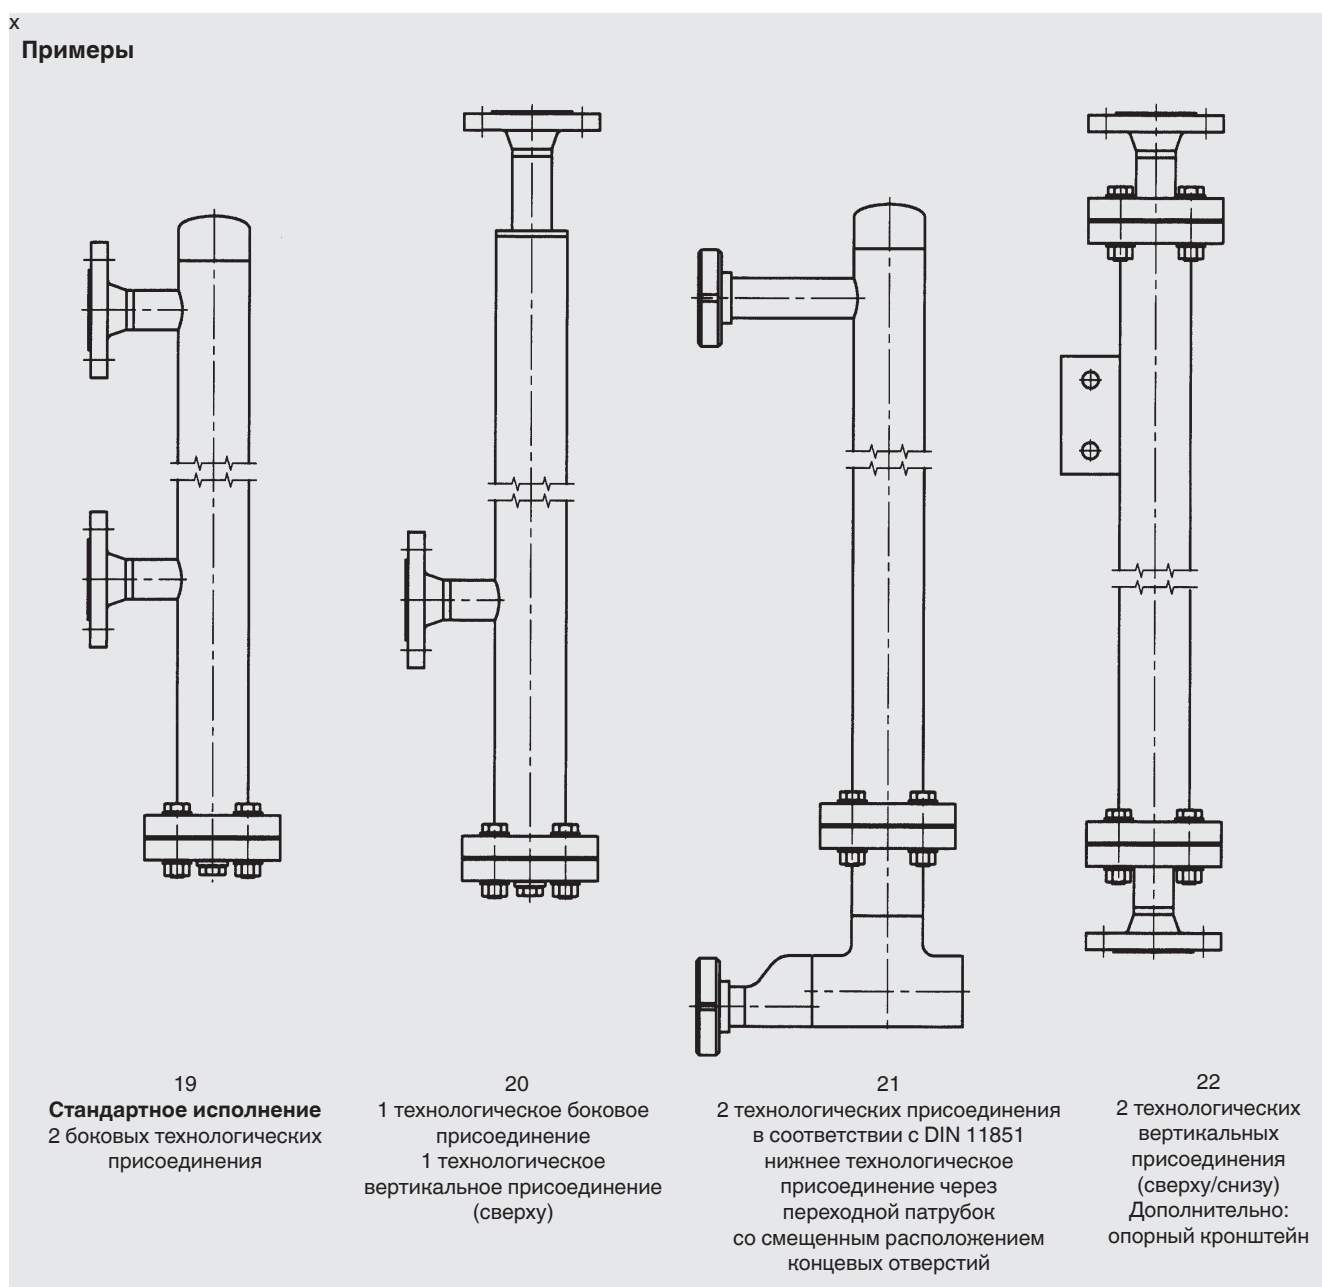 x
Примеры
19
Стандартное исполнение
2 боковых технологических
присоединения
20
1 технологическое боковое
присоединение
1 технологическое
вертикальное присоединение
(сверху)
21
2 технологических присоединения
в соответствии с DIN 11851
нижнее технологическое
присоединение через
переходной патрубок
со смещенным расположением
концевых отверстий
22
2 технологических
вертикальных
присоединения
(сверху/снизу)
Дополнительно:
опорный кронштейн